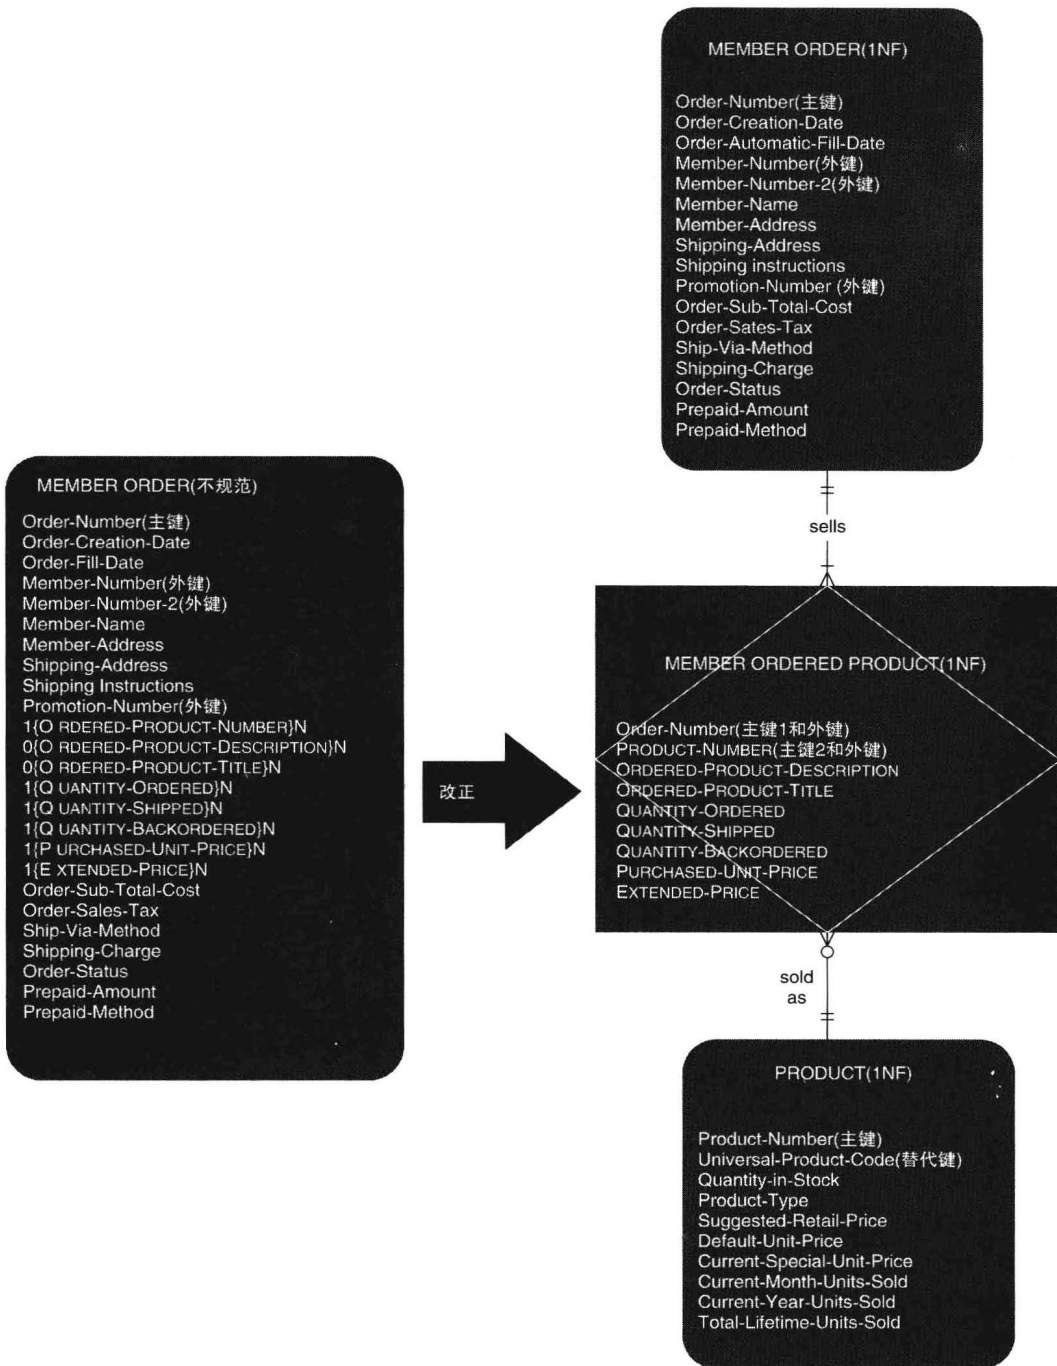 MEMBER ORDER(1NF)
Order-Number(主键)
Order-Creation-Date
Order-Automatic-Fill-Date
Member-Number(外键)
Member-Number-2(外键)
Member-Name
Member-Address
Shipping-Address
Shipping instructions
Promotion-Number (外键)
Order-Sub-Total-Cost
Order-Sates-Tax
Ship-Via-Method
Shipping-Charge
Order-Status
Prepaid-Amount
Prepaid-Method
MEMBER ORDER(不规范)
Order-Number(主键)
Order-Creation-Date
Order-Fill-Date
Member-Number(外键)
Member-Number-2(外键)
Member-Name
Member-Address
Shipping-Address
Shipping Instructions
Promotion-Number(外键)
1{O RDERED-PRODUCT-NUMBER}N
0{O RDERED-PRODUCT-DESCRIPTION}N
0{O RDERED-PRODUCT-TITLE}N
1{Q UANTITY-ORDERED}N
1{Q UANTITY-SHIPPED}N
1{Q UANTITY-BACKORDERED}N
1{P URCHASED-UNIT-PRICE}N
1{E XTENDED-PRICE}N
Order-Sub-Total-Cost
Order-Sales-Tax
Ship-Via-Method
Shipping-Charge
Order-Status
Prepaid-Amount
Prepaid-Method
改正
sells
MEMBER ORDERED PRODUCT(1NF)
Order-Number(主键1和外键)
PRODUCT-NUMBER(主键2和外键)
ORDERED-PRODUCT-DESCRIPTION
ORDERED-PRODUCT-TITLE
QUANTITY-ORDERED
QUANTITY-SHIPPED
QUANTITY-BACKORDERED
PURCHASED-UNIT-PRICE
EXTENDED-PRICE
sold
as
PRODUCT(1NF)
Product-Number(主键)
Universal-Product-Code(替代键)
Quantity-in-Stock
Product-Type
Suggested-Retail-Price
Default-Unit-Price
Current-Special-Unit-Price
Current-Month-Units-Sold
Current-Year-Units-Sold
Total-Lifetime-Units-Sold